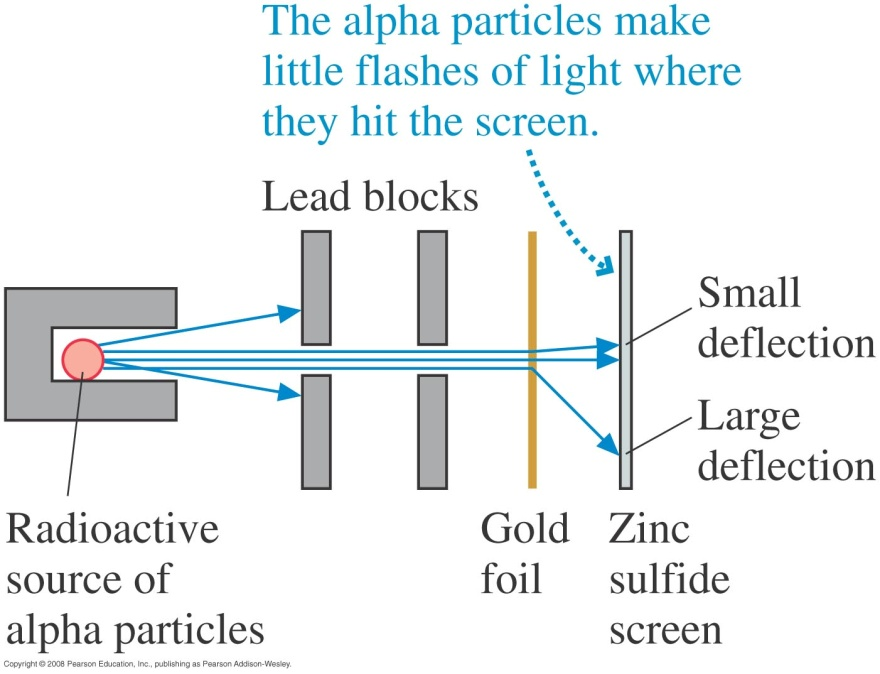 The alpha particles make
little flashes of light where
they hit the screen.
Lead blocks
Small
deflection
Large
deflection
Radioactive
source of
alpha particles
Gold
foil
Zinc
sulfide
screen
Copyright © 2008 Pearson Education, Inc., publishing as Pearson Addison-Wesley.